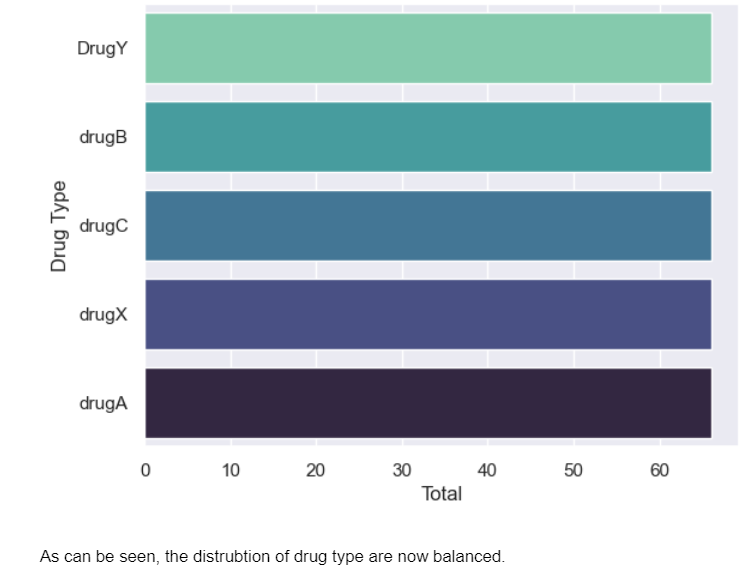 DrugY
drugB
drugC
drugX
drugA
Drug Type
0 10 20 30 40 50 60
Total
As can be seen, the distrubtion of drug type are now balanced.